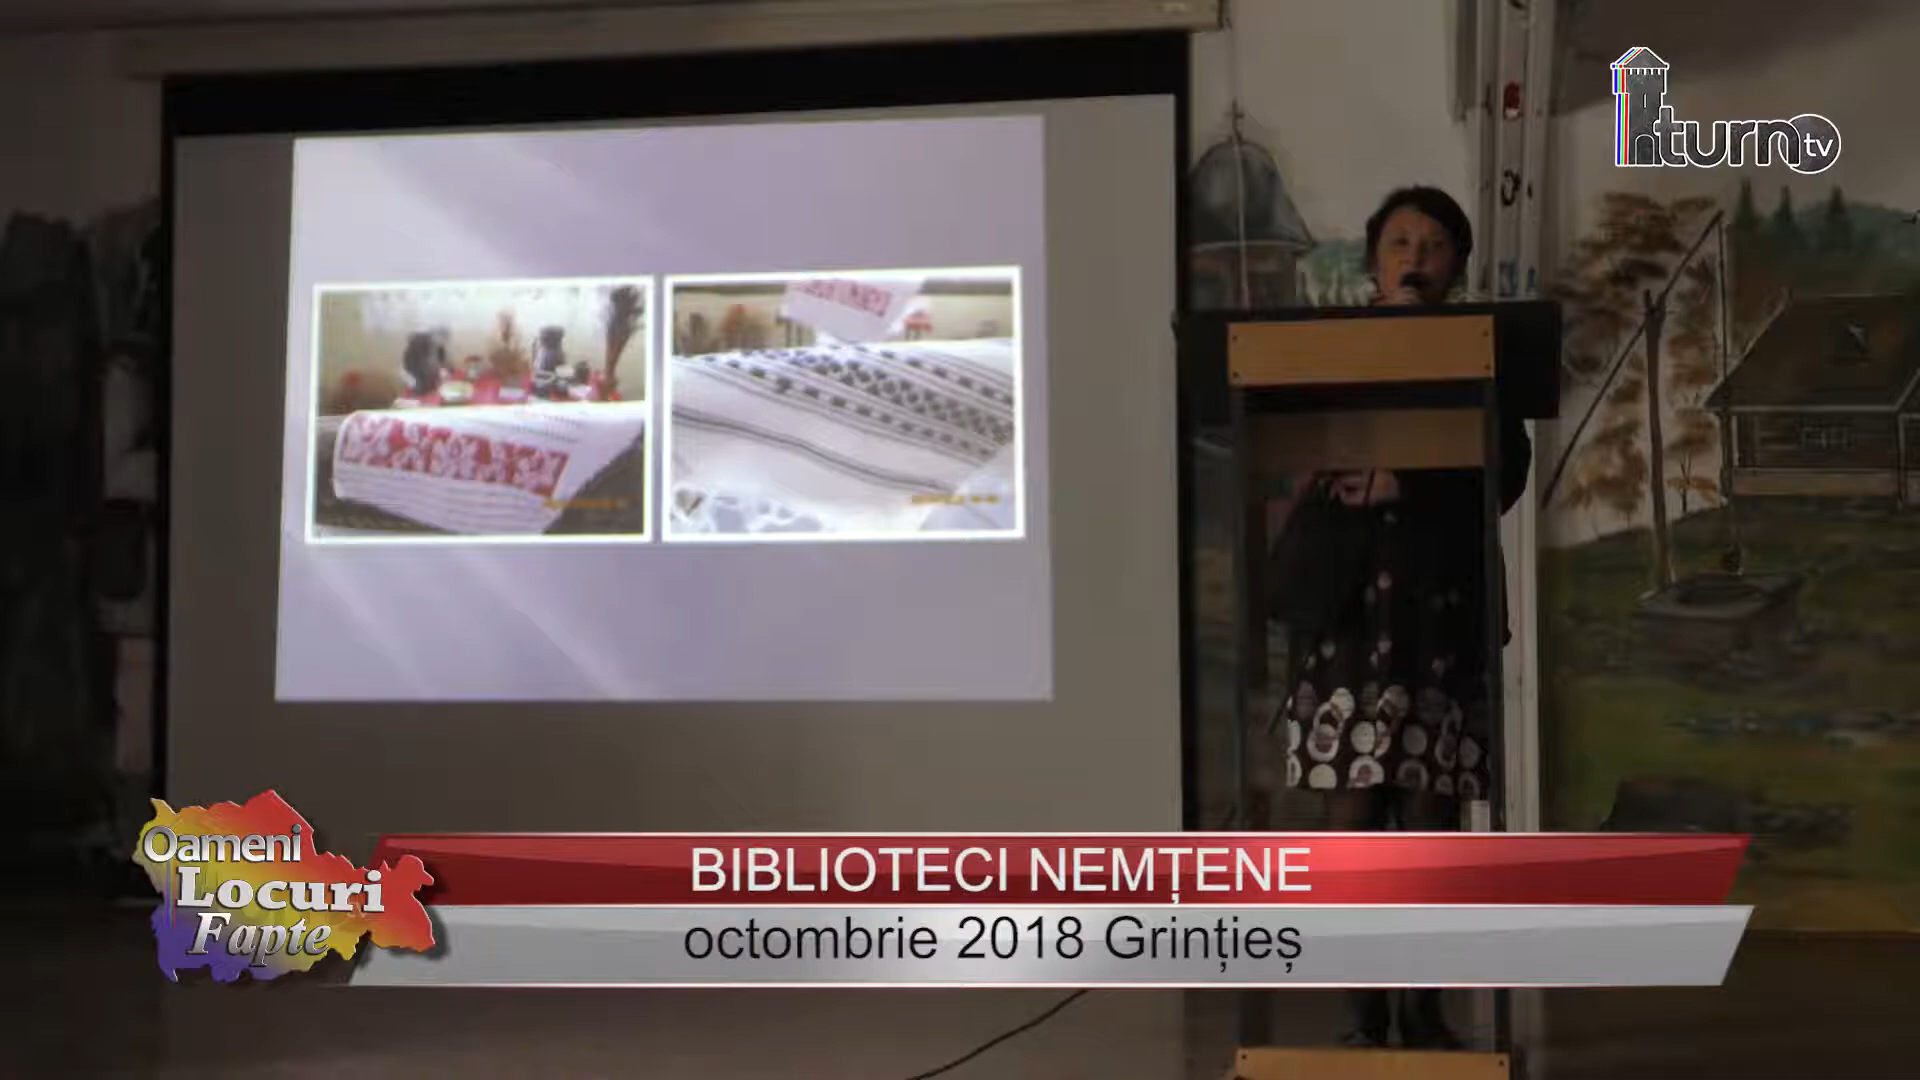 turn tv
Oameni
Locuri
Fapte
BIBLIOTECI NEMȚENE
octombrie 2018 Grințieș